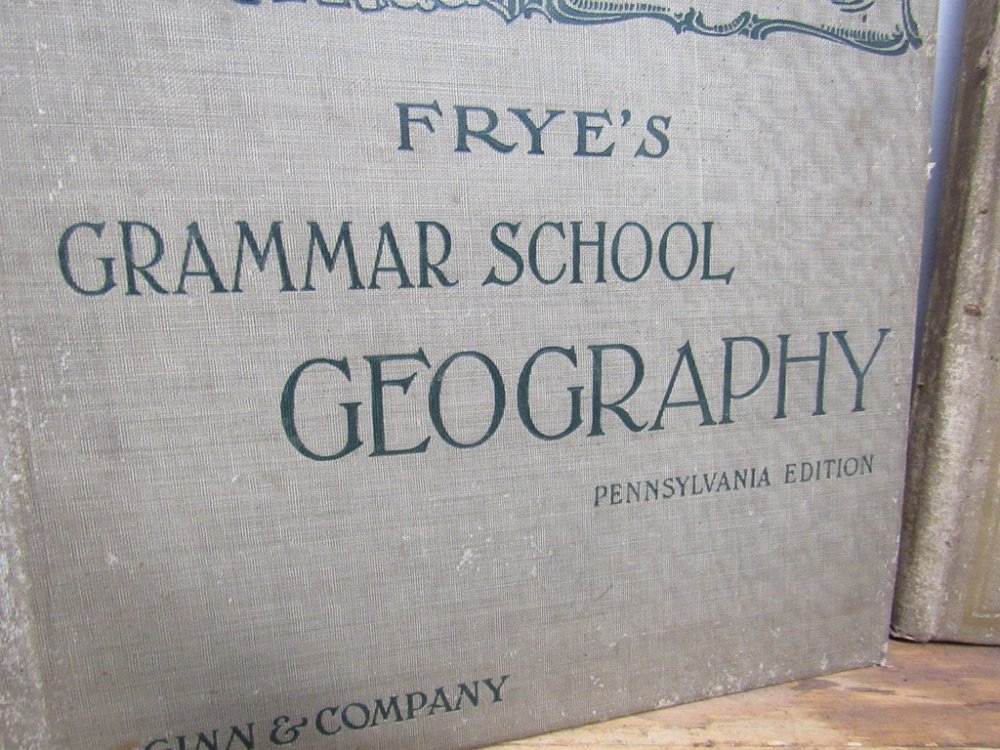 FRYE'S
GRAMMAR SCHOOL
GEOGRAPHY
PENNSYLVANIA EDITION
GINN & COMPANY